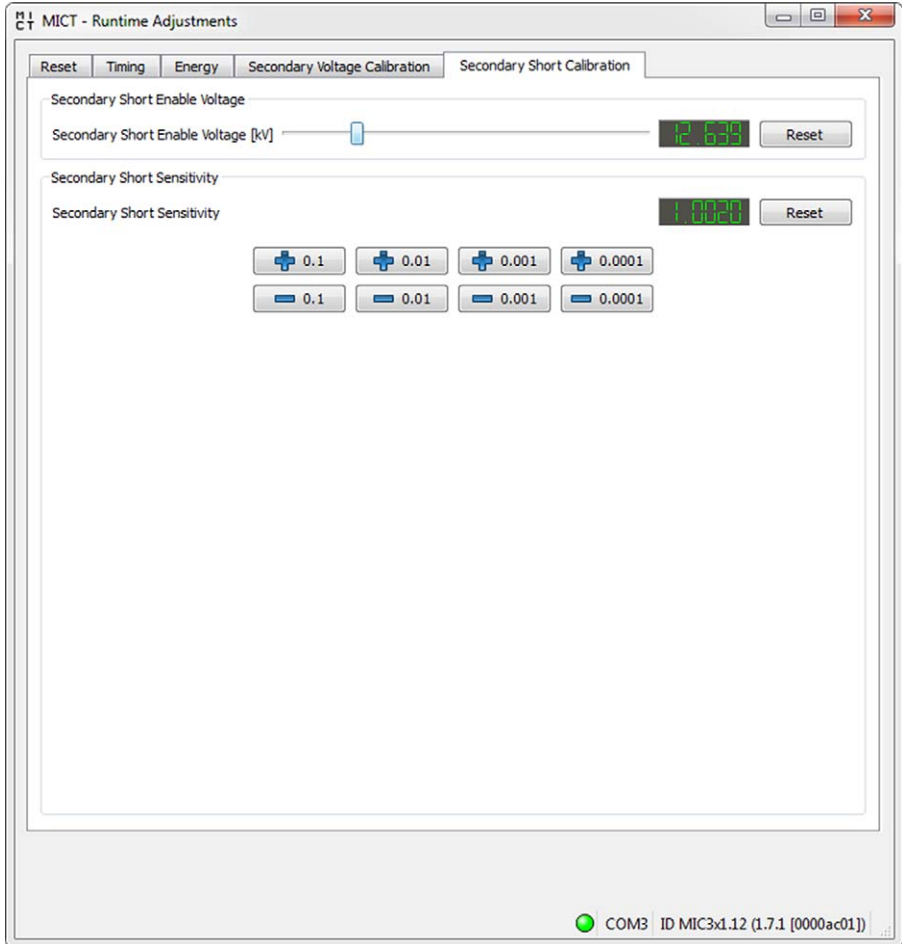 MICT - Runtime Adjustments
Reset Timing Energy Secondary Voltage Calibration Secondary Short Calibration
Secondary Short Enable Voltage
Secondary Short Enable Voltage [kV] 12.639 Reset
Secondary Short Sensitivity
Secondary Short Sensitivity 1.0020 Reset
0.1 0.01 0.001 0.0001
0.1 0.01 0.001 0.0001
COM3 ID MIC3x1.12 (1.7.1 [0000ac01])